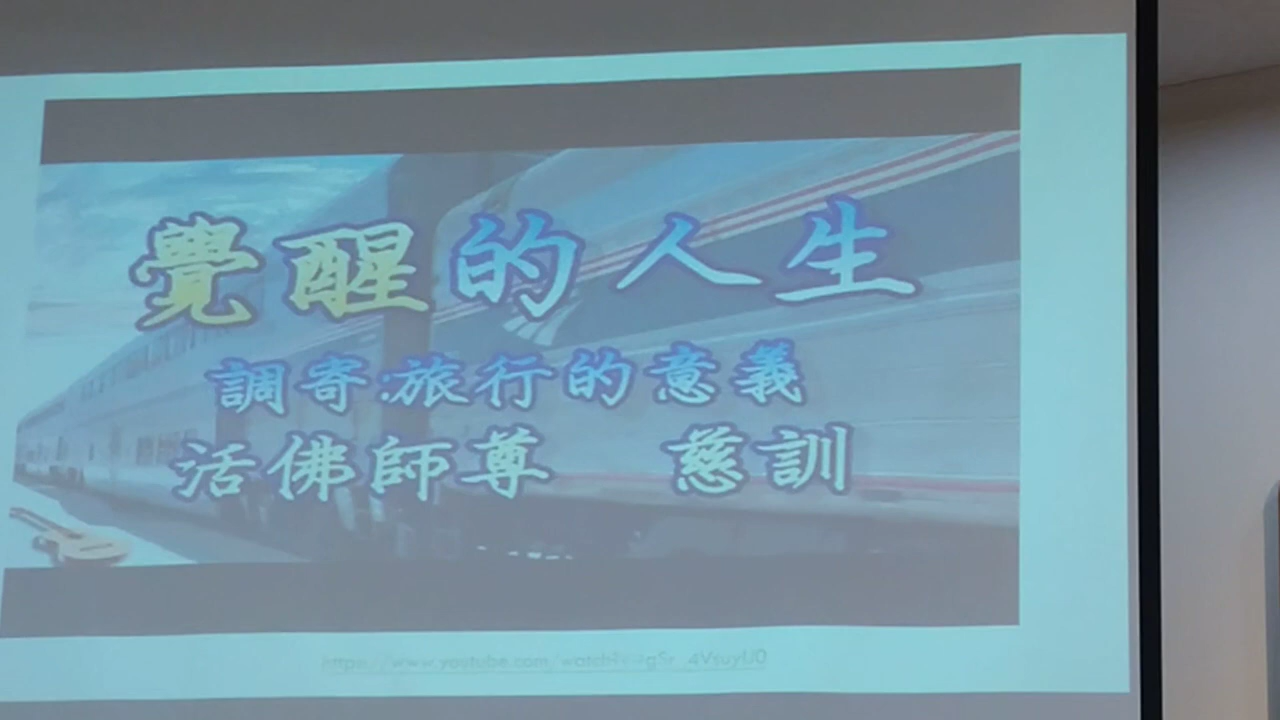 覺醒的人生
調寄:旅行的意義
活佛師尊 慈訓